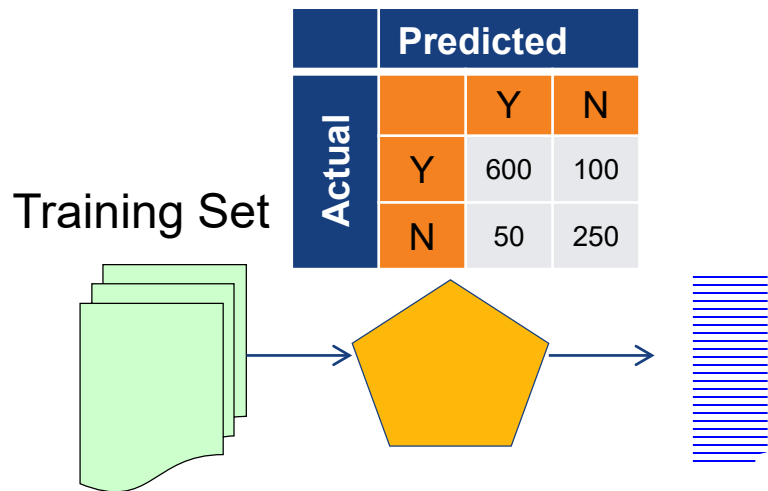 Predicted
Actual
Y N
Y 600 100
N 50 250
Training Set